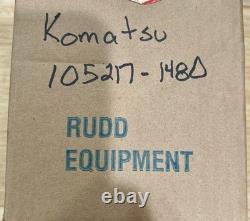 Komatsu
105217-1480
RUDD
EQUIPMENT